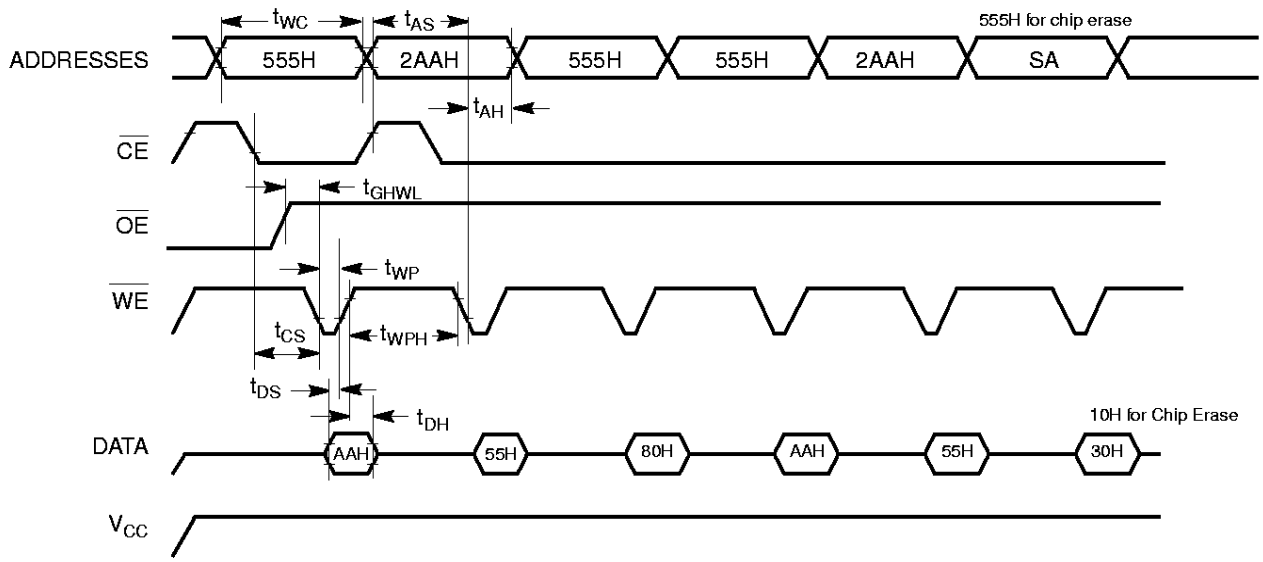 tWC tAS 555H for chip erase
ADDRESSES 555H 2AAH 555H 555H 2AAH SA
tAH
CE
tGHWL
OE
tWP
WE
tCS tWPH
tDS
tDH 10H for Chip Erase
DATA AAH 55H 80H AAH 55H 30H
VCC